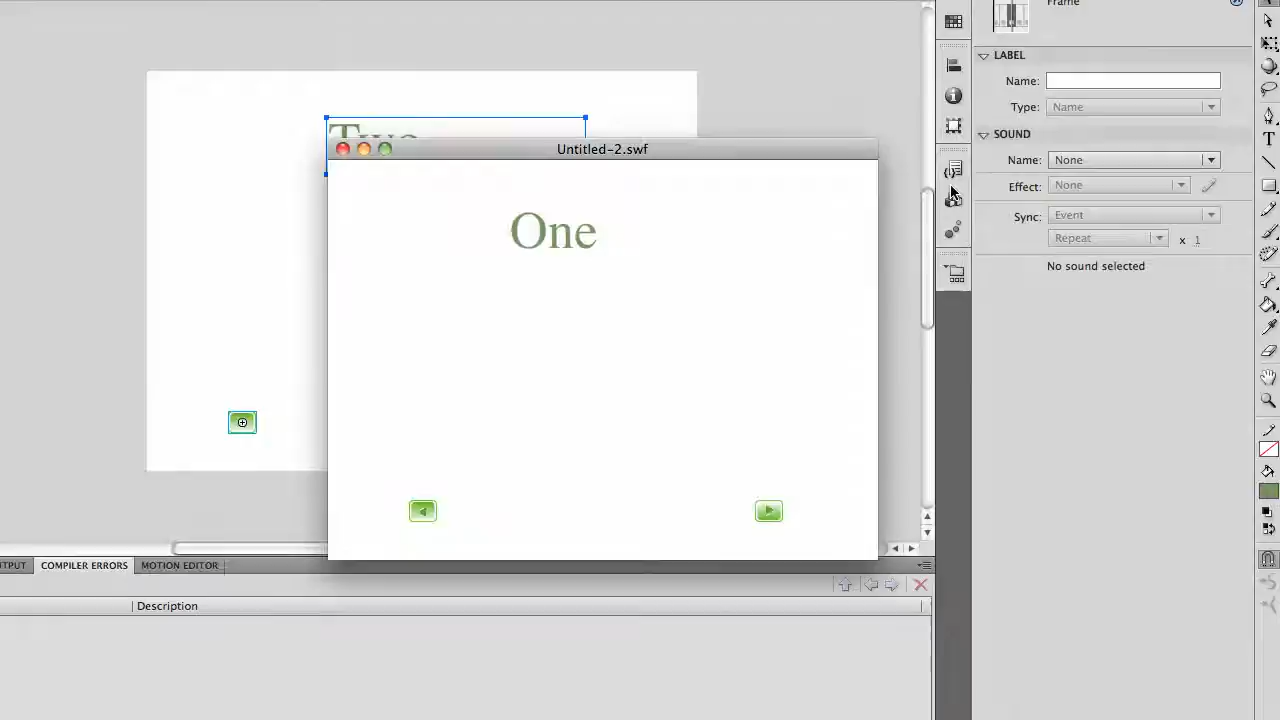 Frame
LABEL
Name:
Type: Name
SOUND
Name: None
Effect: None
Sync: Event
Repeat x 1
No sound selected
Two
Untitled-2.swf
One
TPUT COMPILER ERRORS MOTION EDITOR
Description